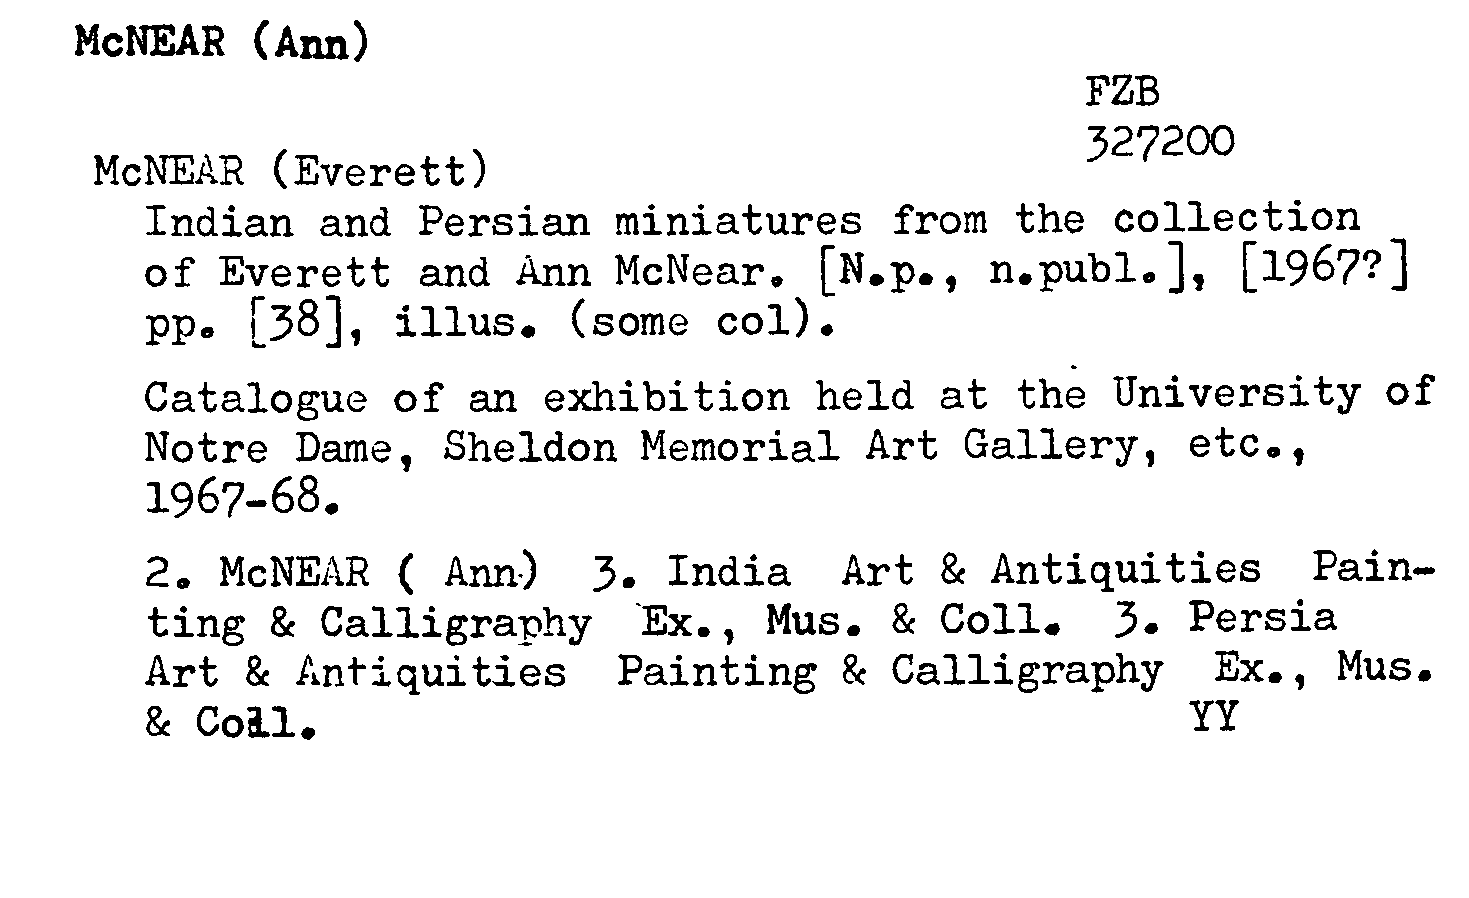 McNEAR (Ann)
FZB
327200
McNEAR (Everett)
Indian and Persian miniatures from the collection
of Everett and Ann McNear. [N.p., n.publ.], [1967?]
pp. [38], illus. (some col).
Catalogue of an exhibition held at the University of
Notre Dame, Sheldon Memorial Art Gallery, etc.,
1967-68.
2. McNEAR ( Ann) 3. India Art & Antiquities Pain-
ting & Calligraphy Ex., Mus. & Coll. 3. Persia
Art & Antiquities Painting & Calligraphy Ex., Mus.
& Coll.
YY